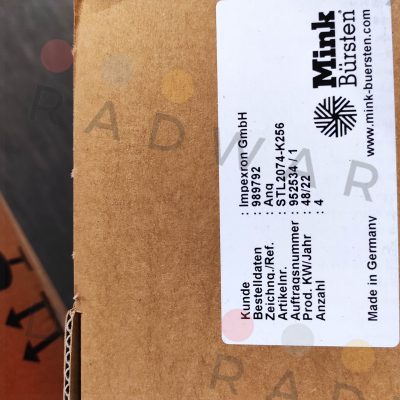 Kunde : Impexron GmbH
Bestelldaten : 989792
Zeichnq./Ref. : Anq
Artikelnr. : STL2074-K256
Auftragsnummer : 952534 / 1
Prod. KW/Jahr : 48/22
Anzahl : 4
Made in Germany
Mink
Bürsten
www.mink-buersten.com
RADWAR
RADWAR